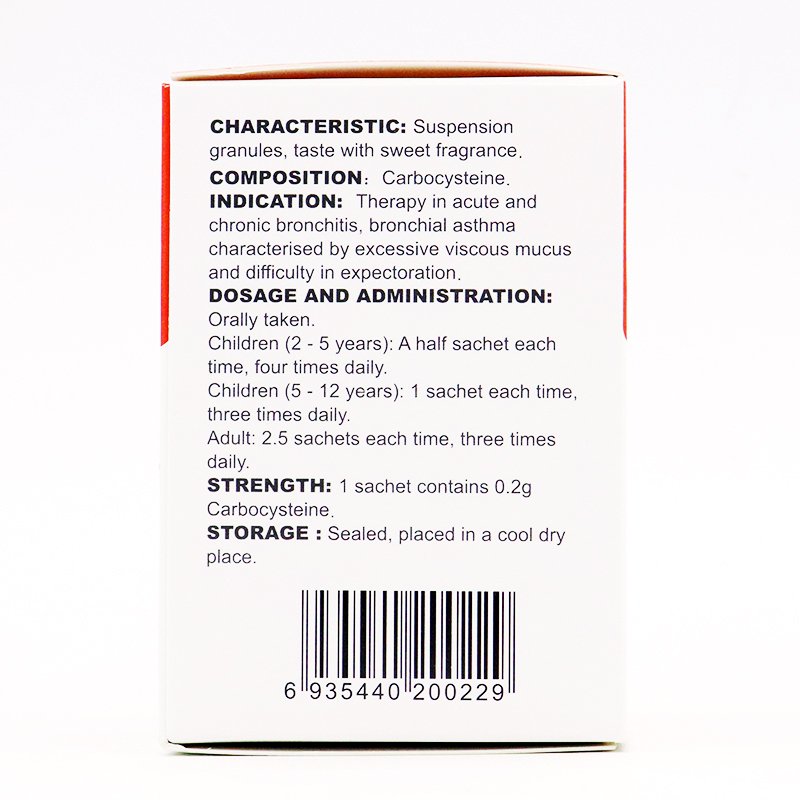 CHARACTERISTIC: Suspension
granules, taste with sweet fragrance.
COMPOSITION: Carbocysteine.
INDICATION: Therapy in acute and
chronic bronchitis, bronchial asthma
characterised by excessive viscous mucus
and difficulty in expectoration.
DOSAGE AND ADMINISTRATION:
Orally taken.
Children (2 - 5 years): A half sachet each
time, four times daily.
Children (5 - 12 years): 1 sachet each time,
three times daily.
Adult: 2.5 sachets each time, three times
daily.
STRENGTH: 1 sachet contains 0.2g
Carbocysteine.
STORAGE : Sealed, placed in a cool dry
place.
6 935440 200229